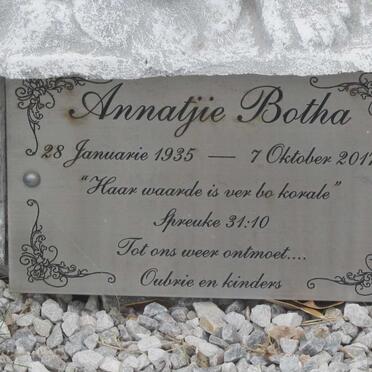 Annatjie Botha
28 Januarie 1935 — 7 Oktober 2017
"Haar waarde is ver bo korale"
Spreuke 31:10
Tot ons weer ontmoet....
Oubrie en kinders